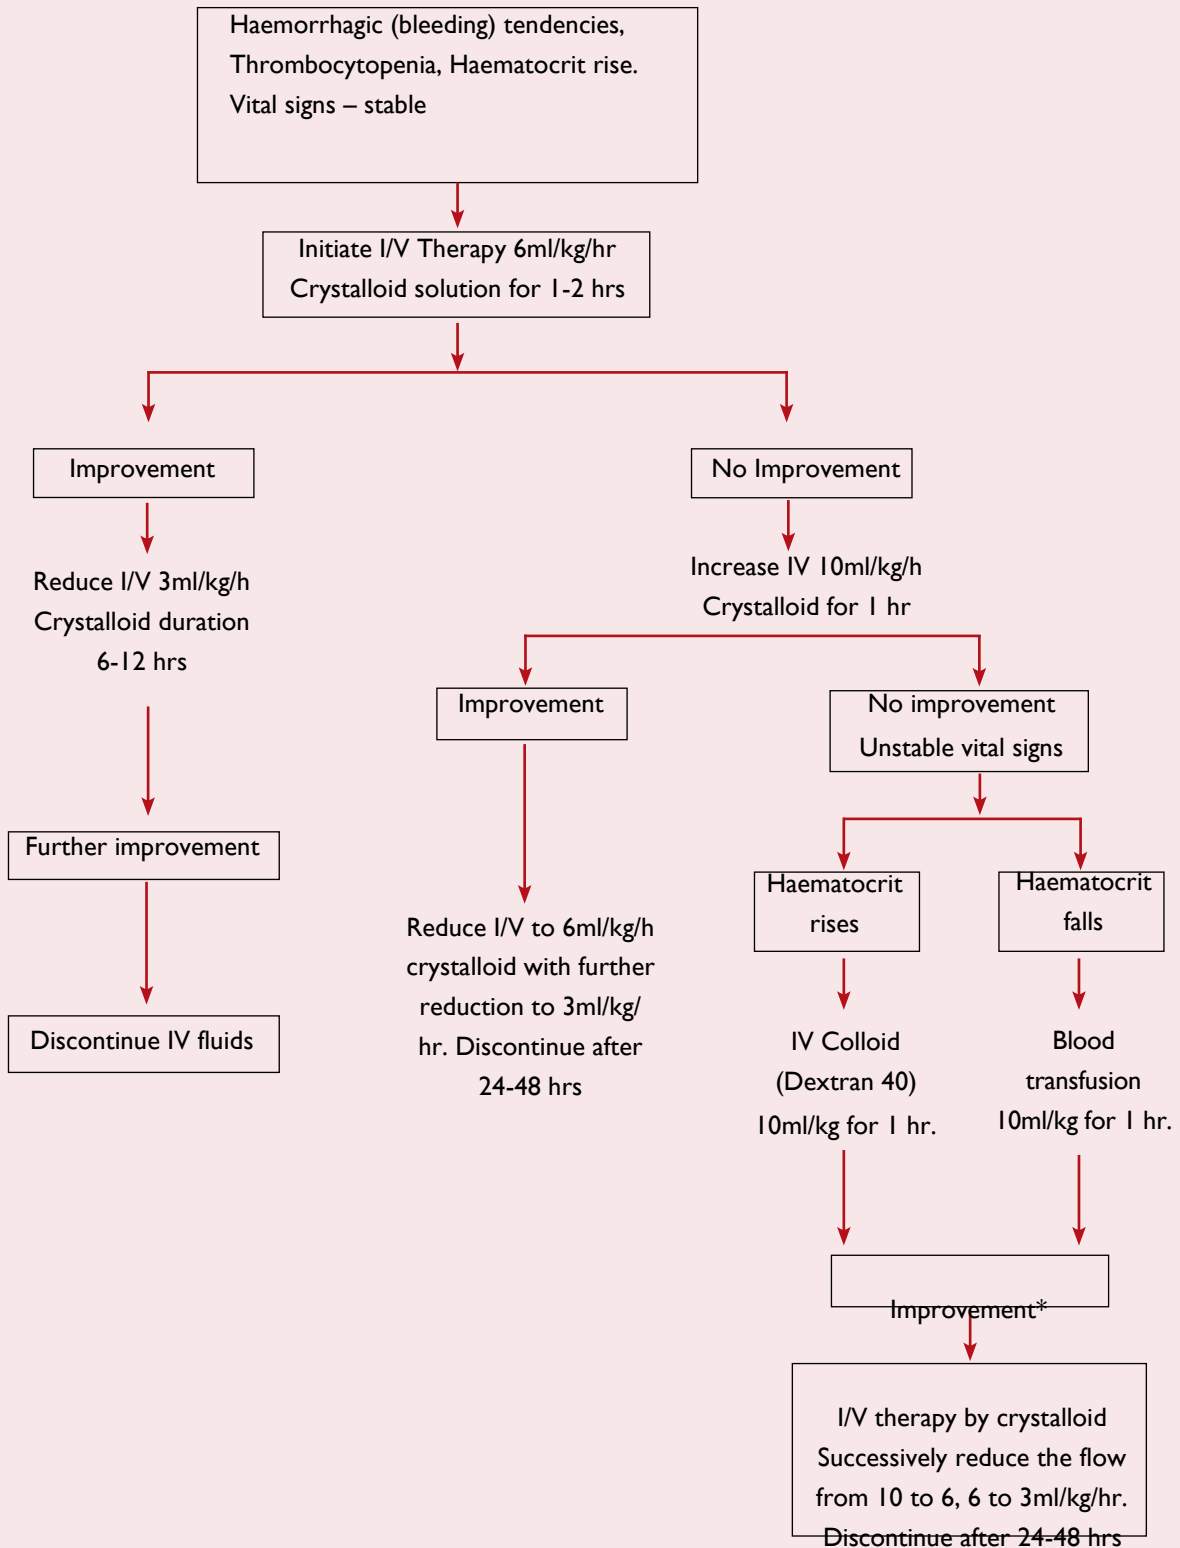 Haemorrhagic (bleeding) tendencies,
Thrombocytopenia, Haematocrit rise.
Vital signs – stable
Initiate I/V Therapy 6ml/kg/hr
Crystalloid solution for 1-2 hrs
Improvement
No Improvement
Reduce I/V 3ml/kg/h
Crystalloid duration
6-12 hrs
Increase IV 10ml/kg/h
Crystalloid for 1 hr
Improvement
No improvement
Unstable vital signs
Further improvement
Discontinue IV fluids
Reduce I/V to 6ml/kg/h
crystalloid with further
reduction to 3ml/kg/
hr. Discontinue after
24-48 hrs
Haematocrit
rises
Haematocrit
falls
IV Colloid
(Dextran 40)
10ml/kg for 1 hr.
Blood
transfusion
10ml/kg for 1 hr.
Improvement*
I/V therapy by crystalloid
Successively reduce the flow
from 10 to 6, 6 to 3ml/kg/hr.
Discontinue after 24-48 hrs